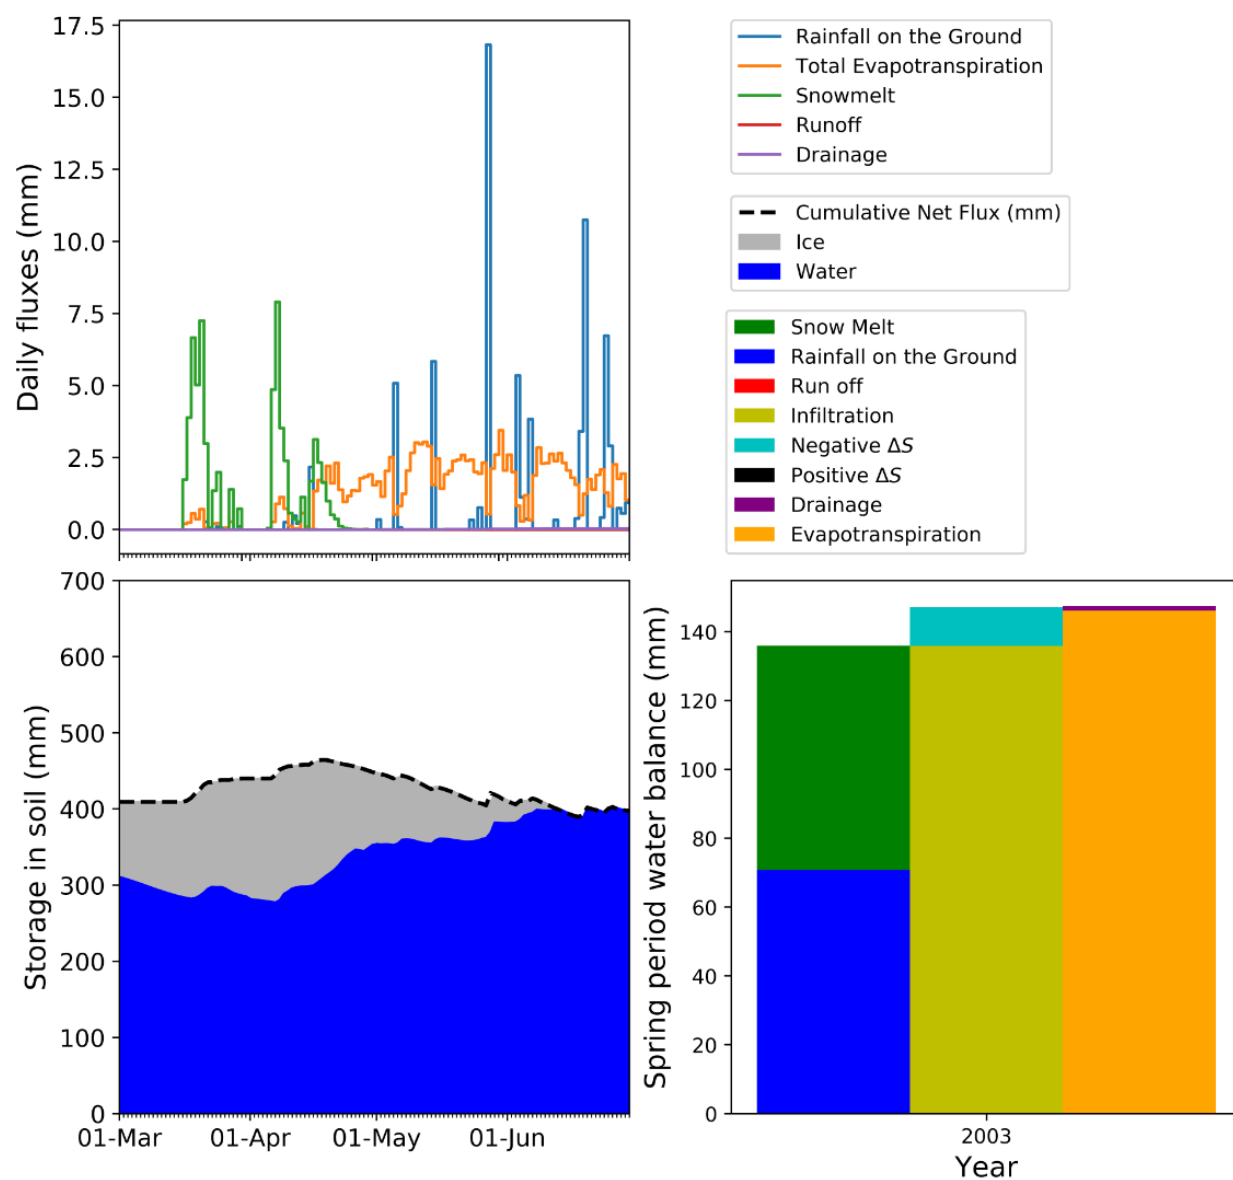 17.5
15.0
12.5
10.0
7.5
5.0
2.5
0.0
Daily fluxes (mm)
Rainfall on the Ground
Total Evapotranspiration
Snowmelt
Runoff
Drainage
Cumulative Net Flux (mm)
Ice
Water
Snow Melt
Rainfall on the Ground
Run off
Infiltration
Negative ΔS
Positive ΔS
Drainage
Evapotranspiration
700
600
500
400
300
200
100
0
Storage in soil (mm)
01-Mar
01-Apr
01-May
01-Jun
140
120
100
80
60
40
20
0
Spring period water balance (mm)
2003
Year